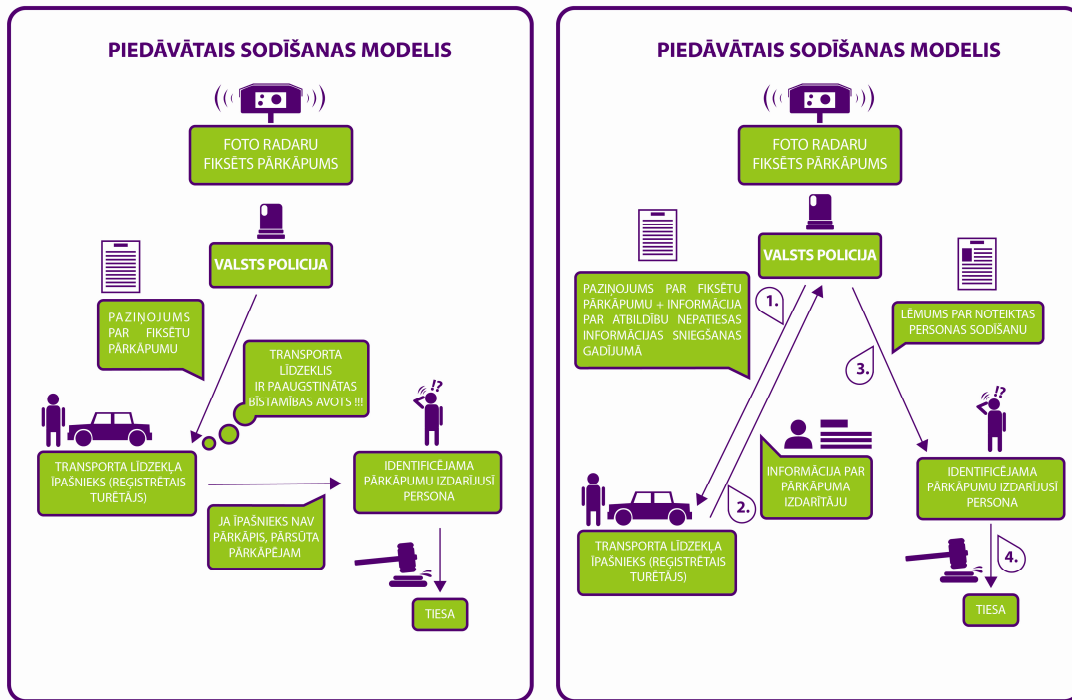 PIEDĀVĀTAIS SODĪŠANAS MODELIS
FOTO RADARU
FIKSĒTS PĀRKĀPUMS
VALSTS POLICIJA
PAZIŅOJUMS
PAR FIKSĒTU
PĀRKĀPUMU
TRANSPORTA
LĪDZEKLIS
IR PAAUGSTINĀTAS
BĪSTAMĪBAS AVOTS !!!
!?
TRANSPORTA LĪDZEKĻA
ĪPAŠNIEKS (REĢISTRĒTAIS
TURĒTĀJS)
IDENTIFICĒJAMA
PĀRKĀPUMU IZDARĪJUSĪ
PERSONA
JA ĪPAŠNIEKS NAV
PĀRKĀPIS, PĀRSŪTA
PĀRKĀPĒJAM
TIESA
PIEDĀVĀTAIS SODĪŠANAS MODELIS
FOTO RADARU
FIKSĒTS PĀRKĀPUMS
VALSTS POLICIJA
PAZIŅOJUMS PAR FIKSĒTU
PĀRKĀPUMU + INFORMĀCIJA
PAR ATBILDĪBU NEPATIESAS
INFORMĀCIJAS SNIEGŠANAS
GADĪJUMĀ
1.
LĒMUMS PAR NOTEIKTAS
PERSONAS SODĪŠANU
3.
!?
INFORMĀCIJA PAR
PĀRKĀPUMA
IZDARĪTĀJU
2.
IDENTIFICĒJAMA
PĀRKĀPUMU IZDARĪJUSĪ
PERSONA
TRANSPORTA LĪDZEKĻA
ĪPAŠNIEKS (REĢISTRĒTAIS
TURĒTĀJS)
4.
TIESA